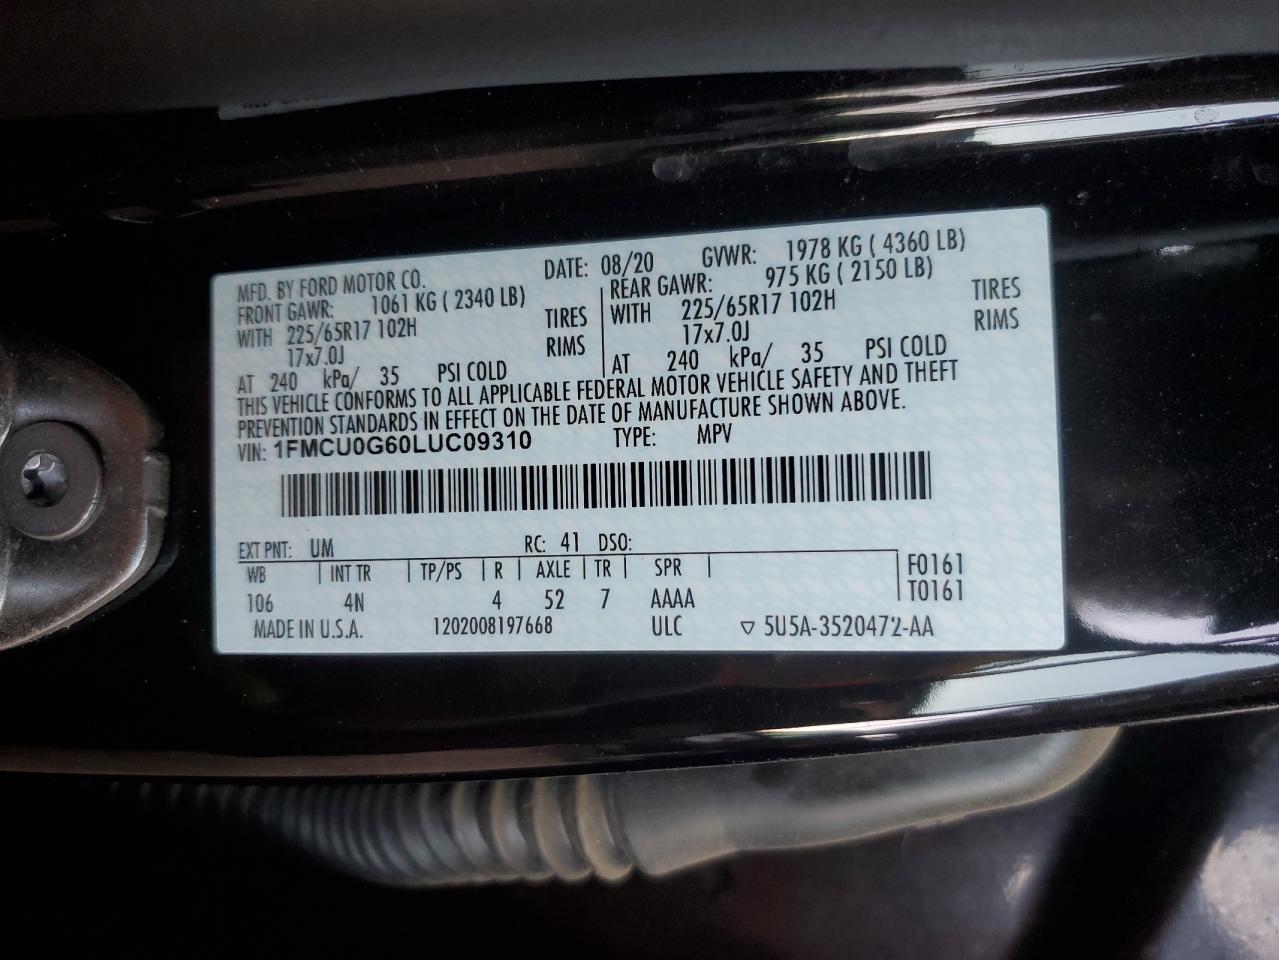 MFD. BY FORD MOTOR CO. DATE: 08/20 GVWR: 1978 KG ( 4360 LB)
FRONT GAWR: 1061 KG ( 2340 LB) REAR GAWR: 975 KG ( 2150 LB)
WITH 225/65R17 102H TIRES WITH 225/65R17 102H TIRES
17x7.0J RIMS 17x7.0J RIMS
AT 240 kPa/ 35 PSI COLD AT 240 kPa/ 35 PSI COLD
THIS VEHICLE CONFORMS TO ALL APPLICABLE FEDERAL MOTOR VEHICLE SAFETY AND THEFT
PREVENTION STANDARDS IN EFFECT ON THE DATE OF MANUFACTURE SHOWN ABOVE.
VIN: 1FMCU0G60LUC09310 TYPE: MPV
EXT PNT: UM RC: 41 DSO:
WB INT TR TP/PS R AXLE TR SPR F0161
106 4N 4 52 7 AAAA T0161
MADE IN U.S.A. 1202008197668 ULC ▽ 5U5A-3520472-AA